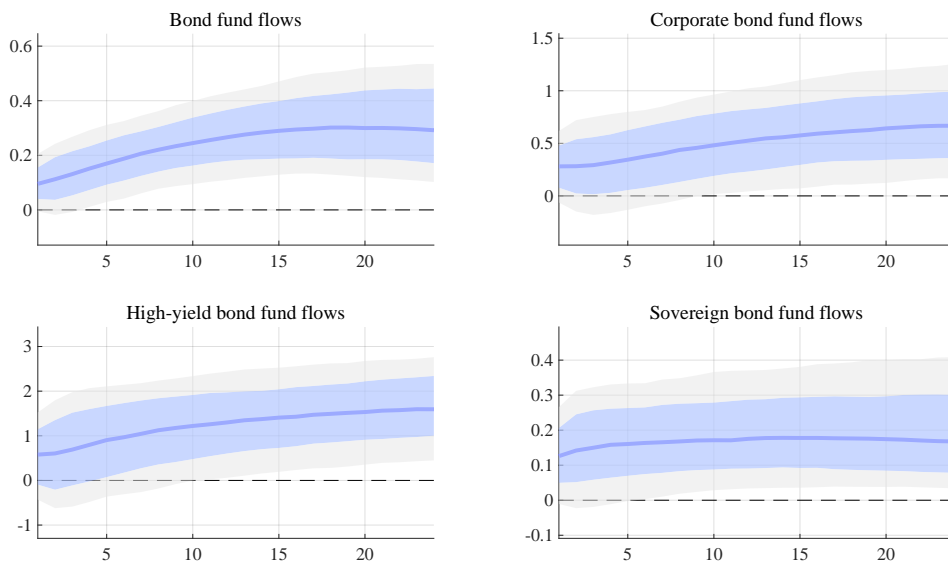 Bond fund flows
0.6
0.4
0.2
0
5 10 15 20
Corporate bond fund flows
1.5
1
0.5
0
5 10 15 20
High-yield bond fund flows
3
2
1
0
-1
5 10 15 20
Sovereign bond fund flows
0.4
0.3
0.2
0.1
0
-0.1
5 10 15 20